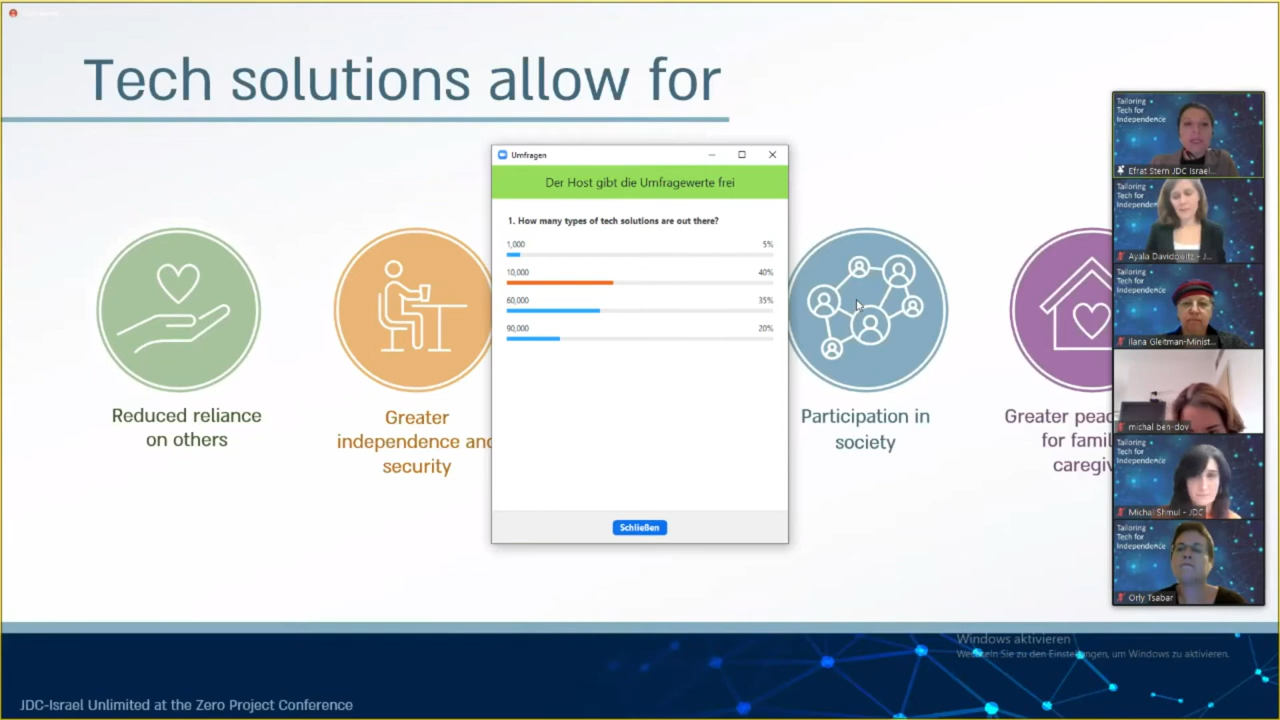 Tech solutions allow for
Umfragen
Der Host gibt die Umfragewerte frei
1. How many types of tech solutions are out there?
1,000 5%
10,000 40%
60,000 35%
90,000 20%
Schließen
Reduced reliance
on others
Greater
independence and
security
Participation in
society
Greater peac
for famil
caregiv
Tailoring
Tech for
Independence
Efrat Stern JDC Israel...
Tailoring
Tech for
Independen
Ayala Davidowitz - J...
Tailoring
Tech for
Independence
Ilana Gleitman-Minist...
michal ben-dov
Tailoring
Tech for
Independence
Michal Shmul - JDC
Tailoring
Tech for
Independence
Orly Tsabar
Windows aktivieren
Wechseln Sie zu den Einstellungen, um Windows zu aktivieren.
JDC-Israel Unlimited at the Zero Project Conference